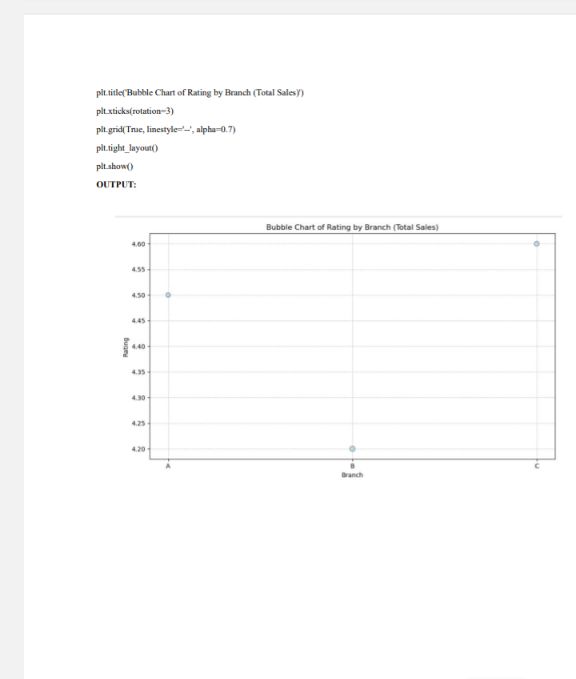 plt.title('Bubble Chart of Rating by Branch (Total Sales)')
plt.xticks(rotation=3)
plt.grid(True, linestyle='--', alpha=0.7)
plt.tight_layout()
plt.show()
OUTPUT:
Bubble Chart of Rating by Branch (Total Sales)
4.60
4.55
4.50
4.45
4.40
4.35
4.30
4.25
4.20
Rating
A B C
Branch